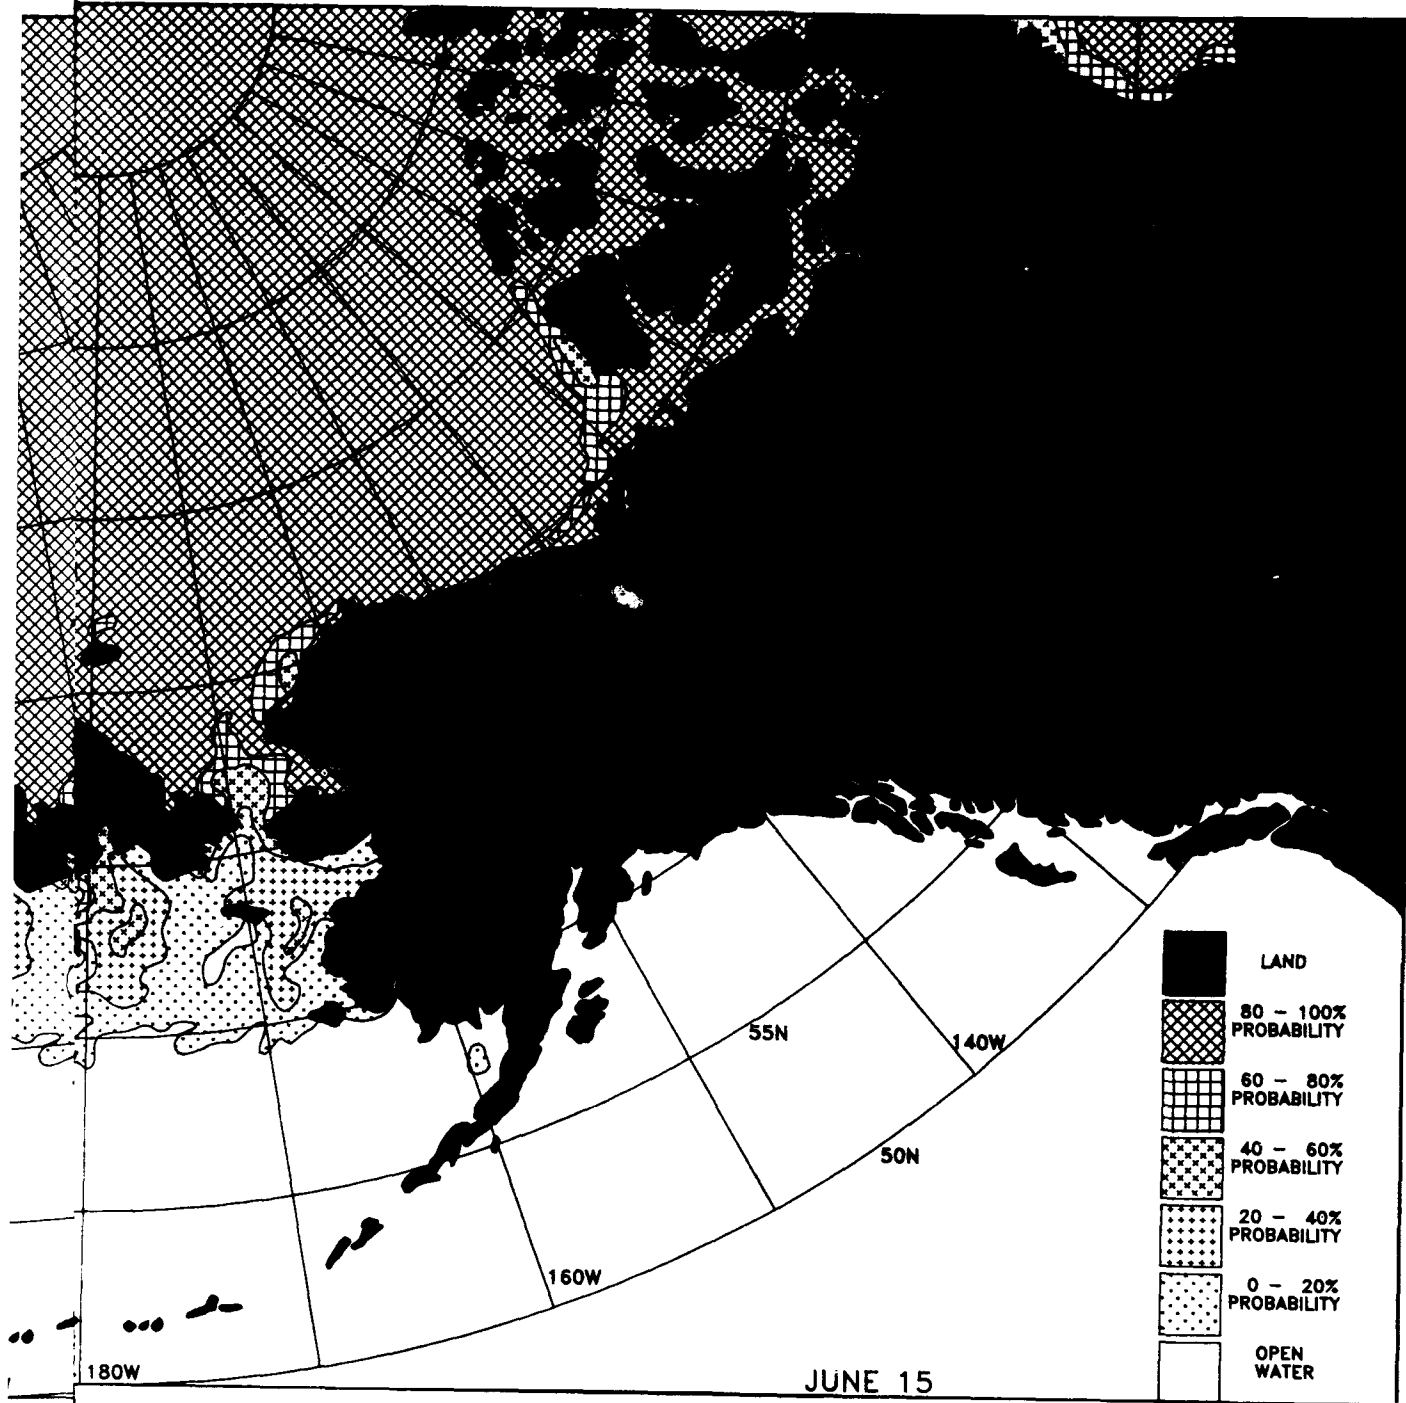 LAND
80 – 100%
PROBABILITY
60 – 80%
PROBABILITY
55N
140W
40 – 60%
PROBABILITY
50N
20 – 40%
PROBABILITY
160W
0 – 20%
PROBABILITY
OPEN
WATER
180W
JUNE 15